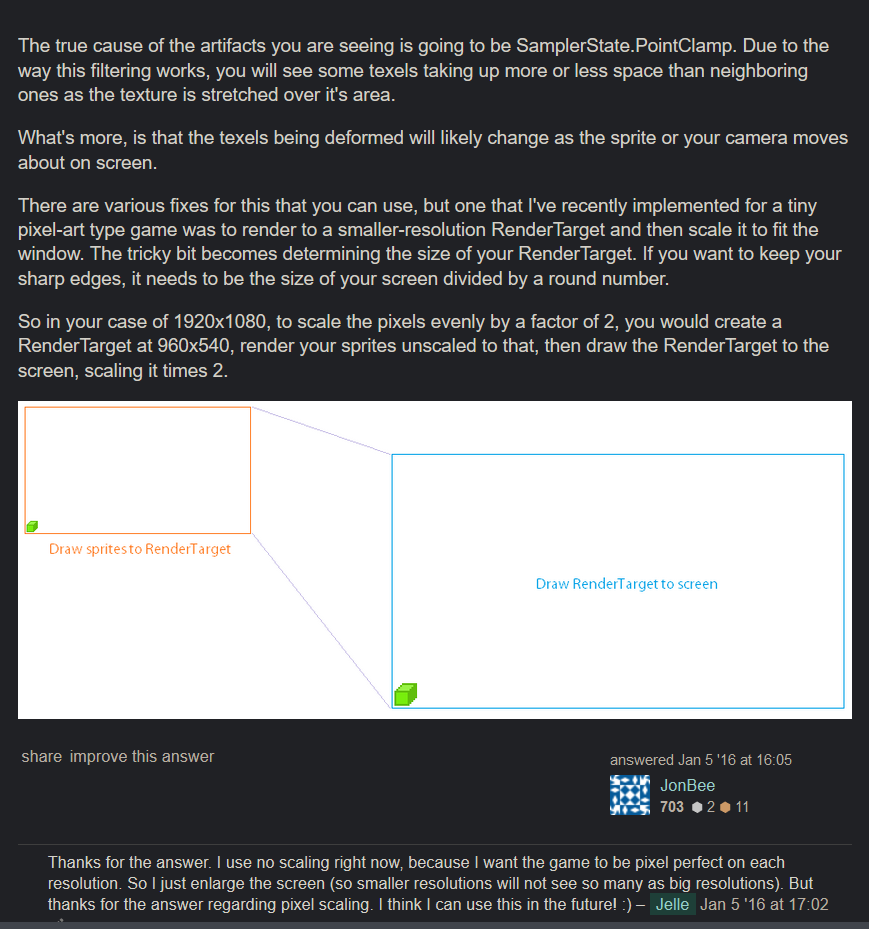 The true cause of the artifacts you are seeing is going to be SamplerState.PointClamp. Due to the
way this filtering works, you will see some texels taking up more or less space than neighboring
ones as the texture is stretched over it's area.
What's more, is that the texels being deformed will likely change as the sprite or your camera moves
about on screen.
There are various fixes for this that you can use, but one that I've recently implemented for a tiny
pixel-art type game was to render to a smaller-resolution RenderTarget and then scale it to fit the
window. The tricky bit becomes determining the size of your RenderTarget. If you want to keep your
sharp edges, it needs to be the size of your screen divided by a round number.
So in your case of 1920x1080, to scale the pixels evenly by a factor of 2, you would create a
RenderTarget at 960x540, render your sprites unscaled to that, then draw the RenderTarget to the
screen, scaling it times 2.
Draw sprites to RenderTarget
Draw RenderTarget to screen
share improve this answer
answered Jan 5 '16 at 16:05
JonBee
703 2 11
Thanks for the answer. I use no scaling right now, because I want the game to be pixel perfect on each
resolution. So I just enlarge the screen (so smaller resolutions will not see so many as big resolutions). But
thanks for the answer regarding pixel scaling. I think I can use this in the future! :) – Jelle Jan 5 '16 at 17:02